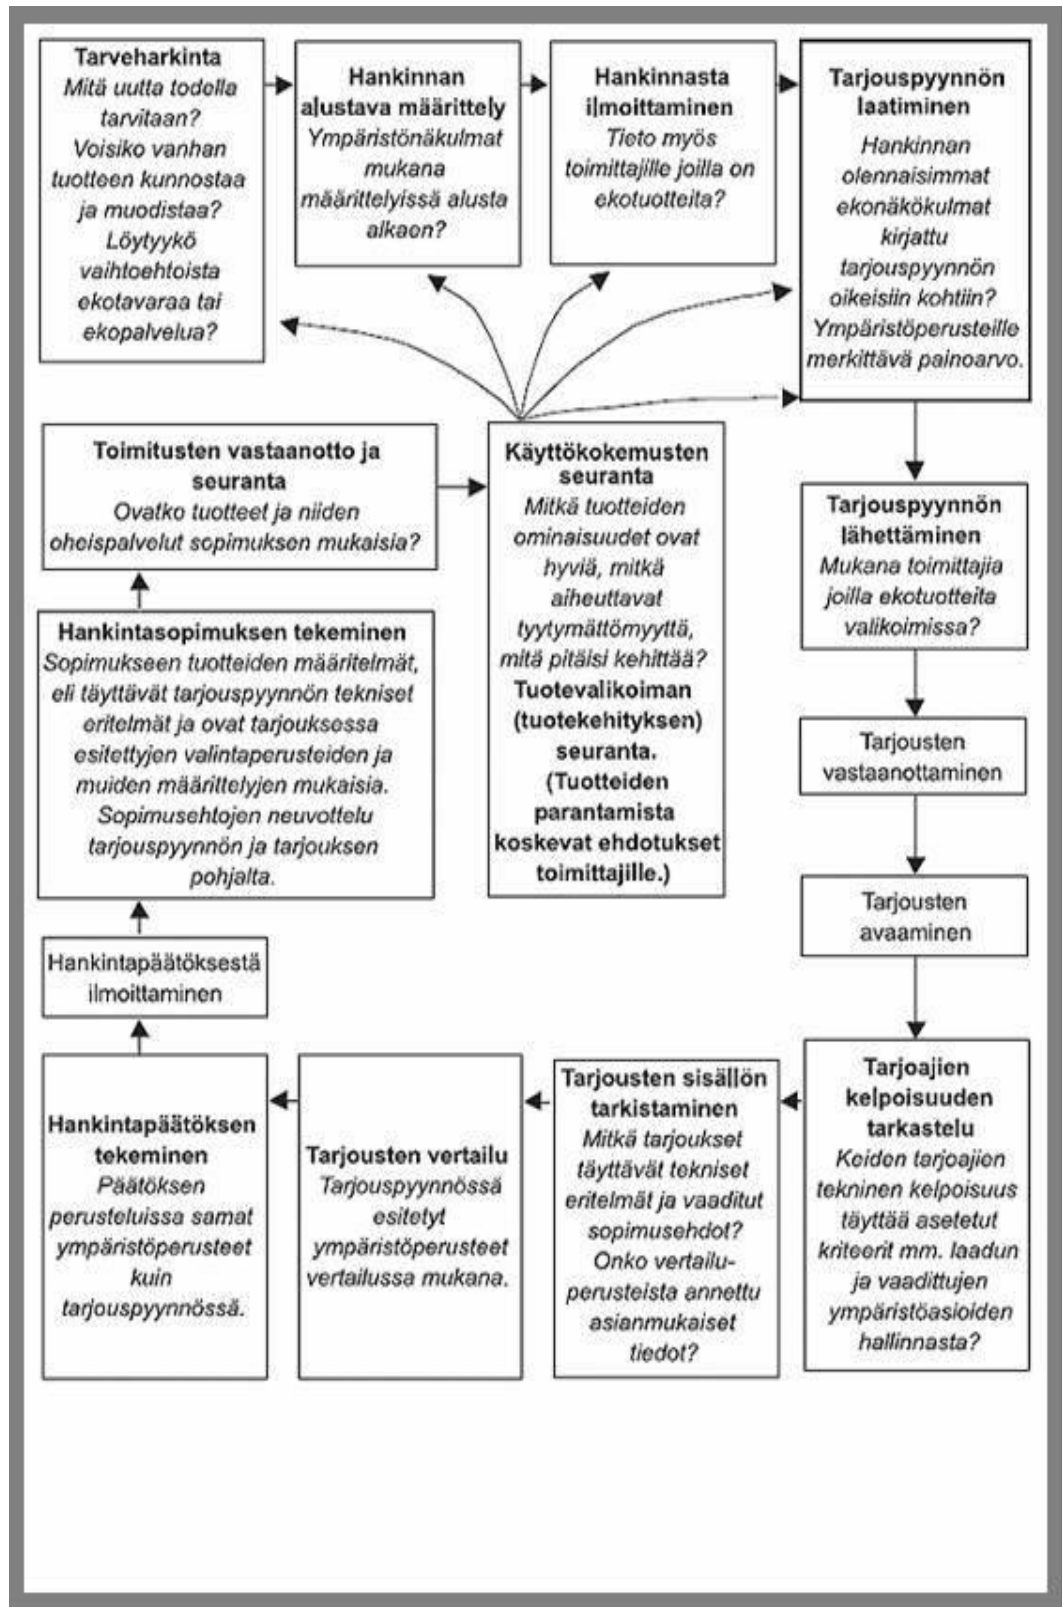 Tarveharkinta
Mitä uutta todella
tarvitaan?
Voisiko vanhan
tuotteen kunnostaa
ja muodistaa?
Löytyykö
vaihtoehtoista
ekotavaraa tai
ekopalvelua?
Hankinnan
alustava määrittely
Ympäristönäkulmat
mukana
määrittelyissä alusta
alkaen?
Hankinnasta
ilmoittaminen
Tieto myös
toimittajille joilla on
ekotuotteita?
Tarjouspyynnön
laatiminen
Hankinnan
olennaisimmat
ekonäkökulmat
kirjattu
tarjouspyynnön
oikeisiin kohtiin?
Ympäristöperusteille
merkittävä painoarvo.
Toimitusten vastaanotto ja
seuranta
Ovatko tuotteet ja niiden
oheispalvelut sopimuksen mukaisia?
Käyttökokemusten
seuranta
Mitkä tuotteiden
ominaisuudet ovat
hyviä, mitkä
aiheuttavat
tyytymättömyyttä,
mitä pitäisi kehittää?
Tuotevalikoiman
(tuotekehityksen)
seuranta.
(Tuotteiden
parantamista
koskevat ehdotukset
toimittajille.)
Tarjouspyynnön
lähettäminen
Mukana toimittajia
joilla ekotuotteita
valikoimissa?
Hankintasopimuksen tekeminen
Sopimukseen tuotteiden määritelmät,
eli täyttävät tarjouspyynnön tekniset
eritelmät ja ovat tarjouksessa
esitettyjen valintaperusteiden ja
muiden määrittelyjen mukaisia.
Sopimusehtojen neuvottelu
tarjouspyynnön ja tarjouksen
pohjalta.
Tarjousten
vastaanottaminen
Tarjousten
avaaminen
Hankintapäätöksestä
ilmoittaminen
Hankintapäätöksen
tekeminen
Päätöksen
perusteluissa samat
ympäristöperusteet
kuin
tarjouspyynnössä.
Tarjousten vertailu
Tarjouspyynnössä
esitetyt
ympäristöperusteet
vertailussa mukana.
Tarjousten sisällön
tarkistaminen
Mitkä tarjoukset
täyttävät tekniset
eritelmät ja vaaditut
sopimusehdot?
Onko vertailu-
perusteista annettu
asianmukaiset
tiedot?
Tarjoajien
kelpoisuuden
tarkastelu
Keiden tarjoajien
tekninen kelpoisuus
täyttää asetetut
kriteerit mm. laadun
ja vaadittujen
ympäristöasioiden
hallinnasta?